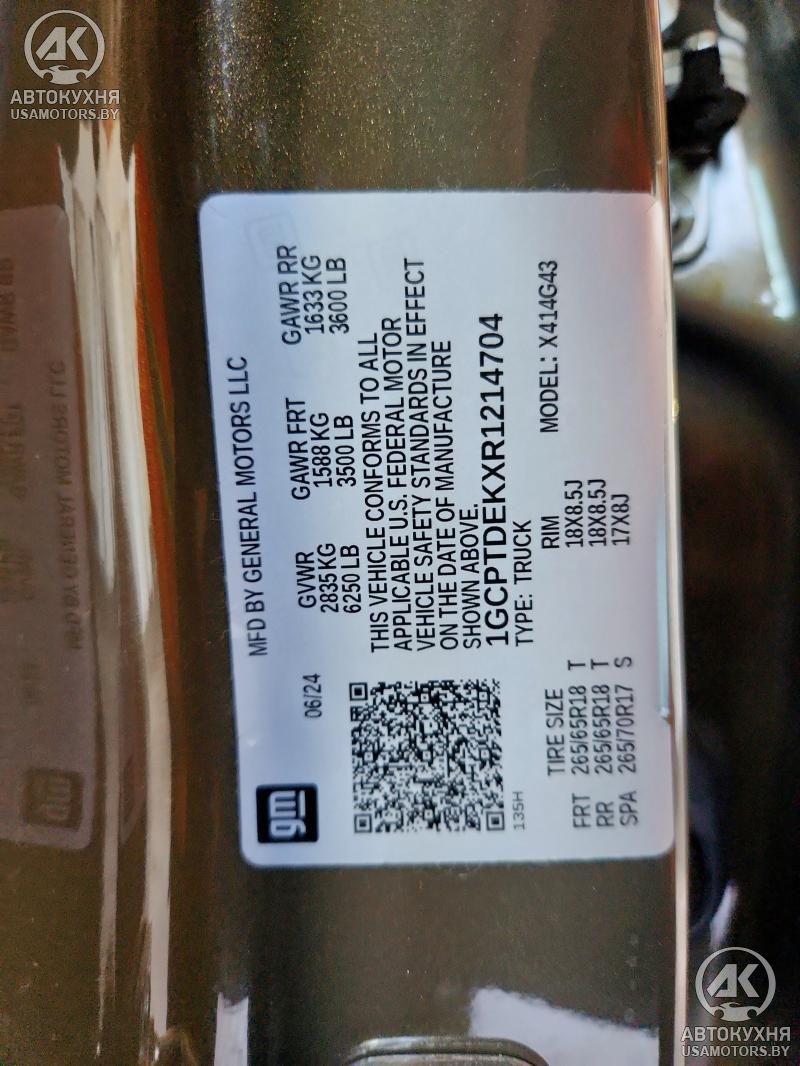 AK
АВТОКУХНЯ
USAMOTORS.BY
gm
MFD BY GENERAL MOTORS LLC
06/24
GVWR GAWR FRT GAWR RR
2835 KG 1588 KG 1633 KG
6250 LB 3500 LB 3600 LB
THIS VEHICLE CONFORMS TO ALL
APPLICABLE U.S. FEDERAL MOTOR
VEHICLE SAFETY STANDARDS IN EFFECT
ON THE DATE OF MANUFACTURE
SHOWN ABOVE.
1GCPTDEKXR1214704
TYPE: TRUCK
135H
MODEL: X414G43
TIRE SIZE RIM
FRT 265/65R18 T 18X8.5J
RR 265/65R18 T 18X8.5J
SPA 265/70R17 S 17X8J
AK
АВТОКУХНЯ
USAMOTORS.BY